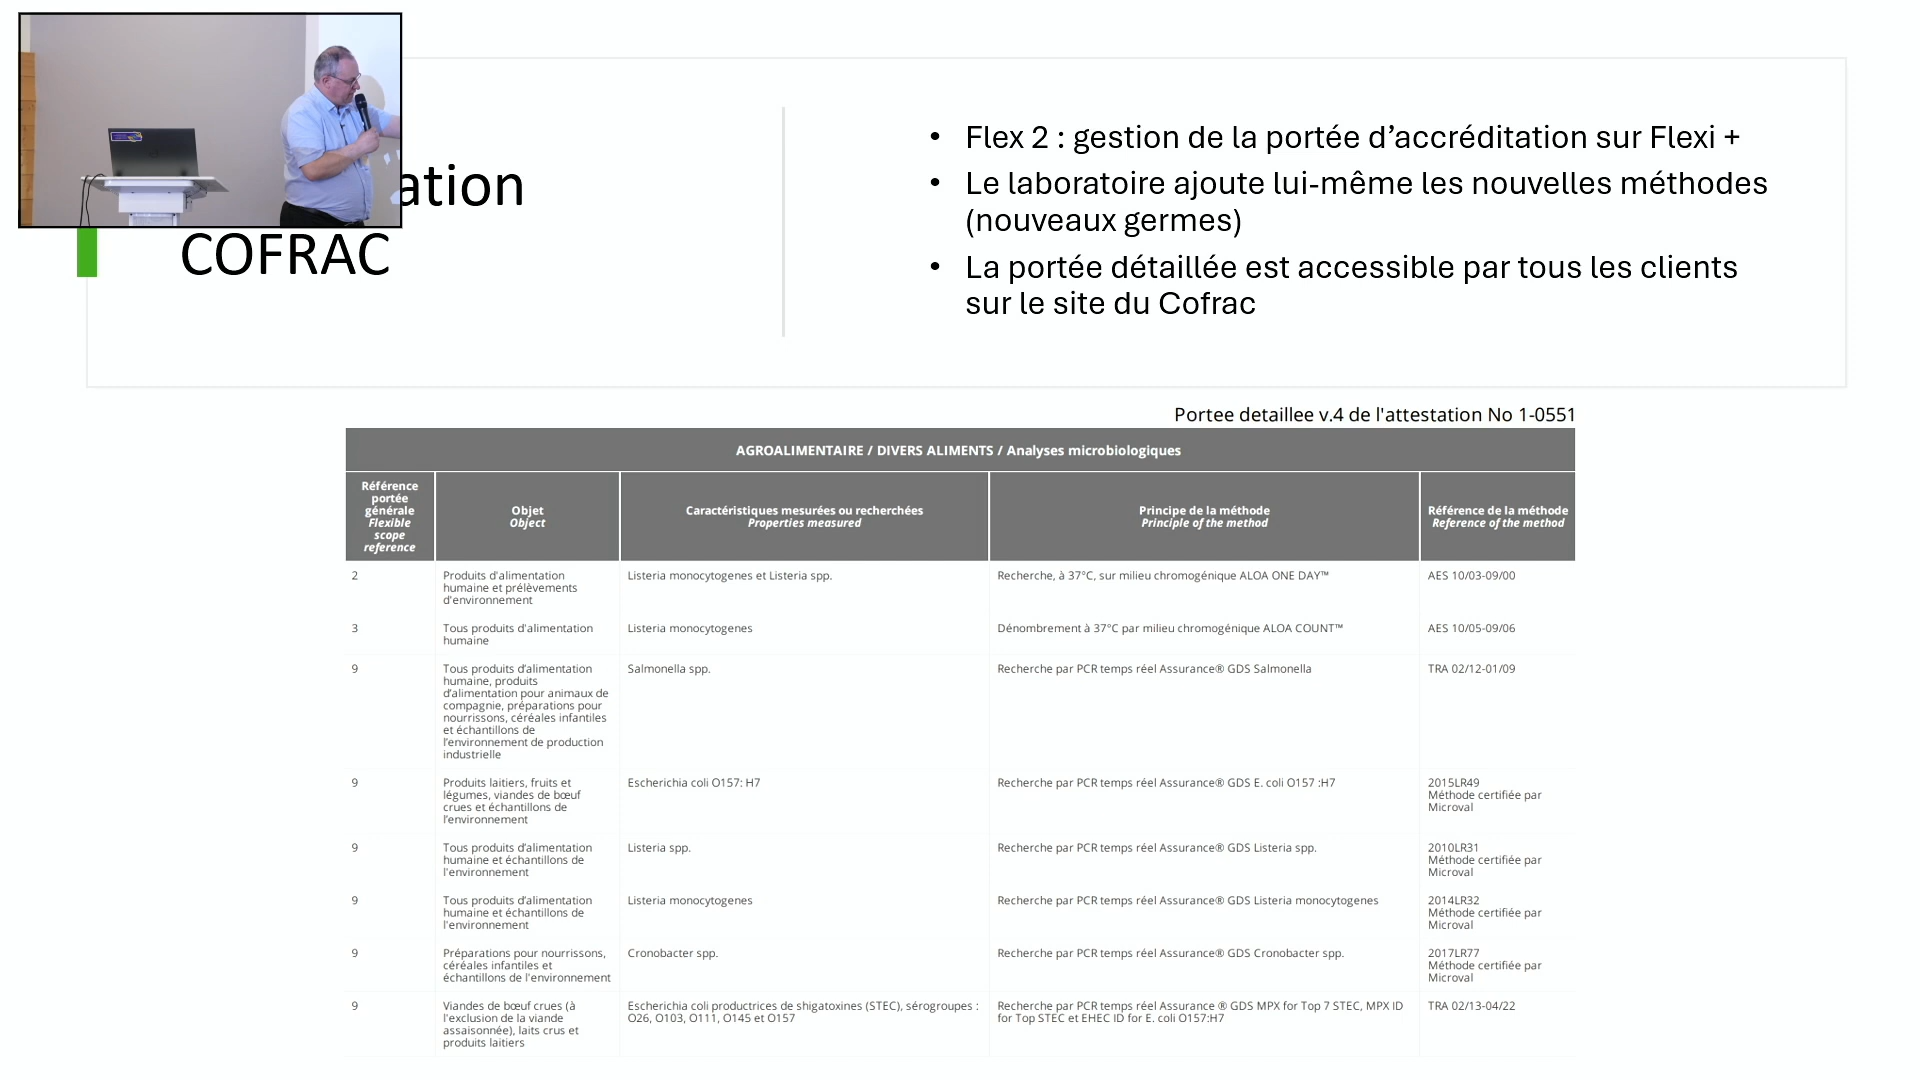 ation
COFRAC
• Flex 2 : gestion de la portée d’accréditation sur Flexi +
• Le laboratoire ajoute lui-même les nouvelles méthodes
(nouveaux germes)
• La portée détaillée est accessible par tous les clients
sur le site du Cofrac
Portee detaillee v.4 de l'attestation No 1-0551
AGROALIMENTAIRE / DIVERS ALIMENTS / Analyses microbiologiques
Référence
portée
générale
Flexible
scope
reference
Objet
Object
Caractéristiques mesurées ou recherchées
Properties measured
Principe de la méthode
Principle of the method
Référence de la méthode
Reference of the method
2
Produits d'alimentation
humaine et prélèvements
d'environnement
Listeria monocytogenes et Listeria spp.
Recherche, à 37°C, sur milieu chromogénique ALOA ONE DAY™
AES 10/03-09/00
3
Tous produits d'alimentation
humaine
Listeria monocytogenes
Dénombrement à 37°C par milieu chromogénique ALOA COUNT™
AES 10/05-09/06
9
Tous produits d’alimentation
humaine, produits
d’alimentation pour animaux de
compagnie, préparations pour
nourrissons, céréales infantiles
et échantillons de
l’environnement de production
industrielle
Salmonella spp.
Recherche par PCR temps réel Assurance® GDS Salmonella
TRA 02/12-01/09
9
Produits laitiers, fruits et
légumes, viandes de bœuf
crues et échantillons de
l’environnement
Escherichia coli O157: H7
Recherche par PCR temps réel Assurance® GDS E. coli O157 :H7
2015LR49
Méthode certifiée par
Microval
9
Tous produits d’alimentation
humaine et échantillons de
l'environnement
Listeria spp.
Recherche par PCR temps réel Assurance® GDS Listeria spp.
2010LR31
Méthode certifiée par
Microval
9
Tous produits d’alimentation
humaine et échantillons de
l'environnement
Listeria monocytogenes
Recherche par PCR temps réel Assurance® GDS Listeria monocytogenes
2014LR32
Méthode certifiée par
Microval
9
Préparations pour nourrissons,
céréales infantiles et
échantillons de l'environnement
Cronobacter spp.
Recherche par PCR temps réel Assurance® GDS Cronobacter spp.
2017LR77
Méthode certifiée par
Microval
9
Viandes de bœuf crues (à
l'exclusion de la viande
assaisonnée), laits crus et
produits laitiers
Escherichia coli productrices de shigatoxines (STEC), sérogroupes :
O26, O103, O111, O145 et O157
Recherche par PCR temps réel Assurance ® GDS MPX for Top 7 STEC, MPX ID
for Top STEC et EHEC ID for E. coli O157:H7
TRA 02/13-04/22